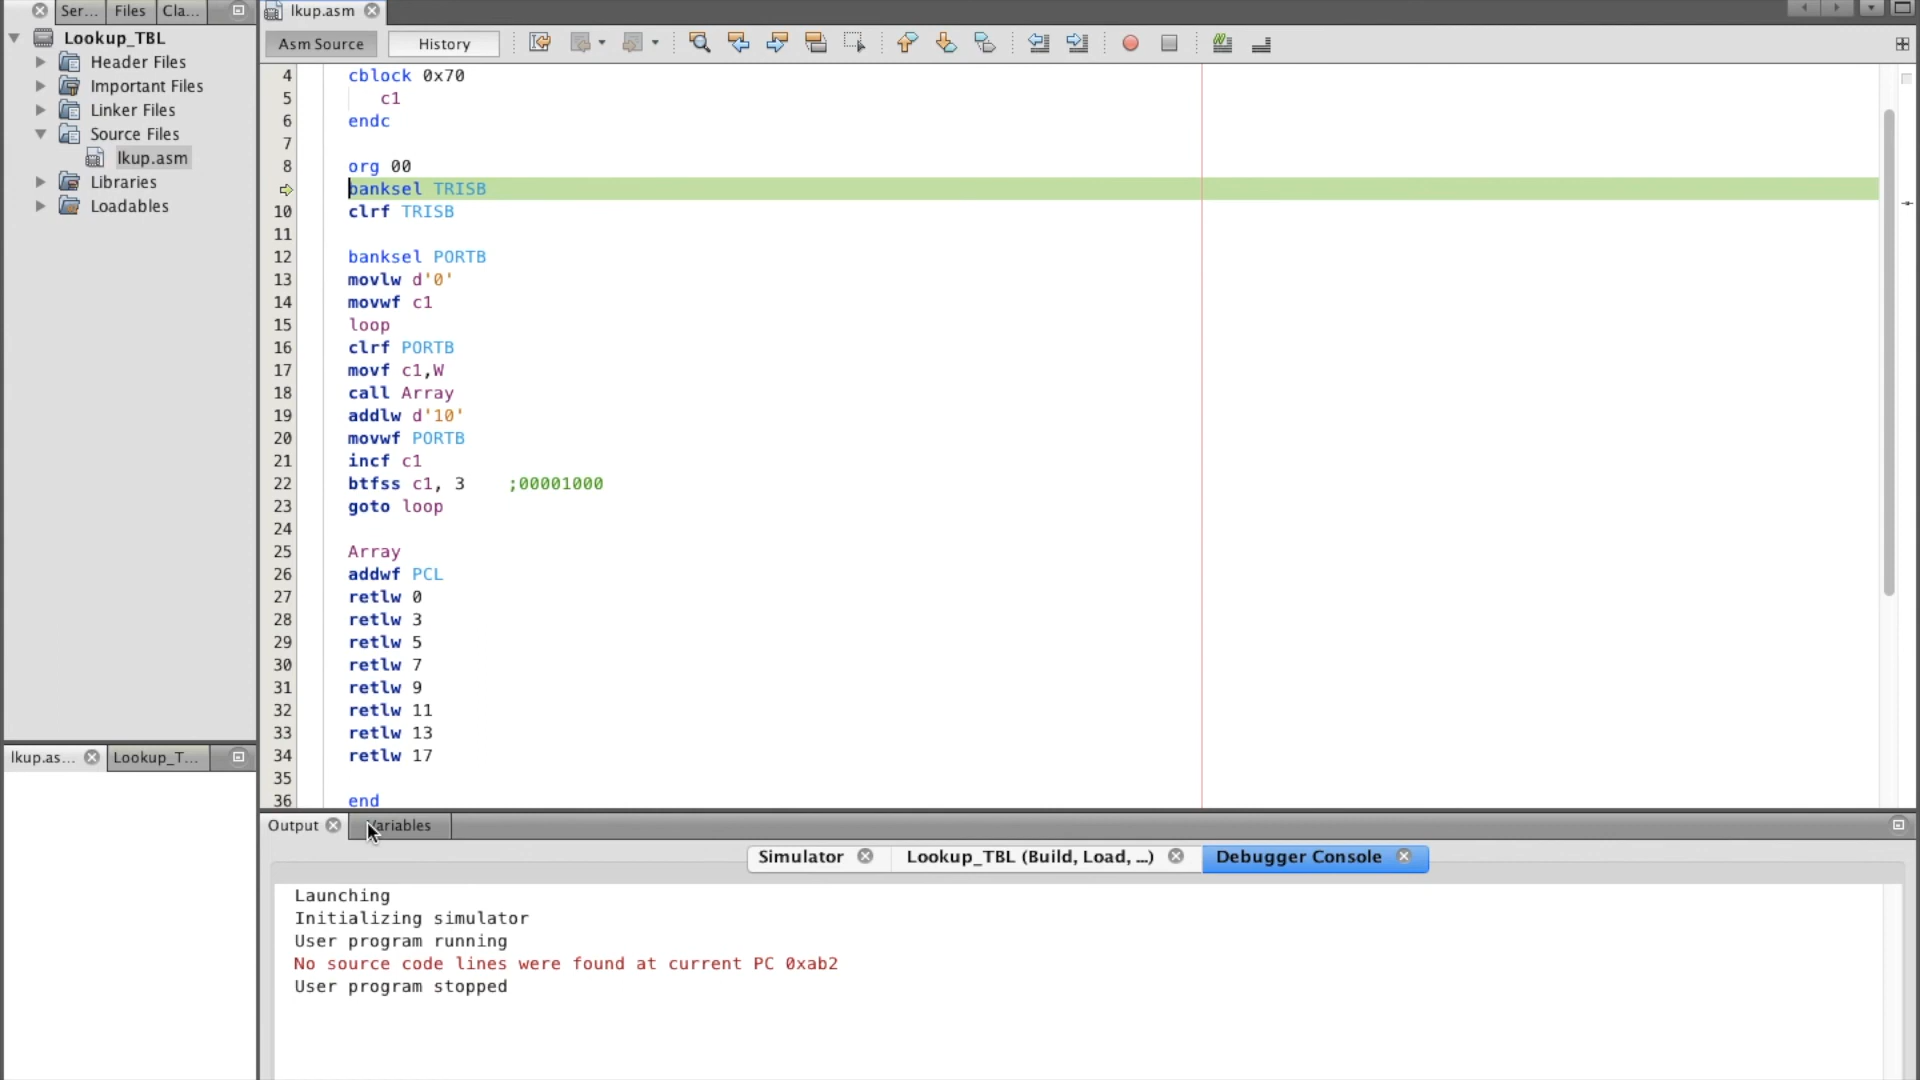 Ser... Files Cla...
lkup.asm
Asm Source History
Lookup_TBL
Header Files
Important Files
Linker Files
Source Files
lkup.asm
Libraries
Loadables
4 cblock 0x70
5 c1
6 endc
7
8 org 00
banksel TRISB
10 clrf TRISB
11
12 banksel PORTB
13 movlw d'0'
14 movwf c1
15 loop
16 clrf PORTB
17 movf c1,W
18 call Array
19 addlw d'10'
20 movwf PORTB
21 incf c1
22 btfss c1, 3 ;00001000
23 goto loop
24
25 Array
26 addwf PCL
27 retlw 0
28 retlw 3
29 retlw 5
30 retlw 7
31 retlw 9
32 retlw 11
33 retlw 13
34 retlw 17
35
36 end
lkup.as... Lookup_T...
Output Variables
Simulator Lookup_TBL (Build, Load, ...) Debugger Console
Launching
Initializing simulator
User program running
No source code lines were found at current PC 0xab2
User program stopped